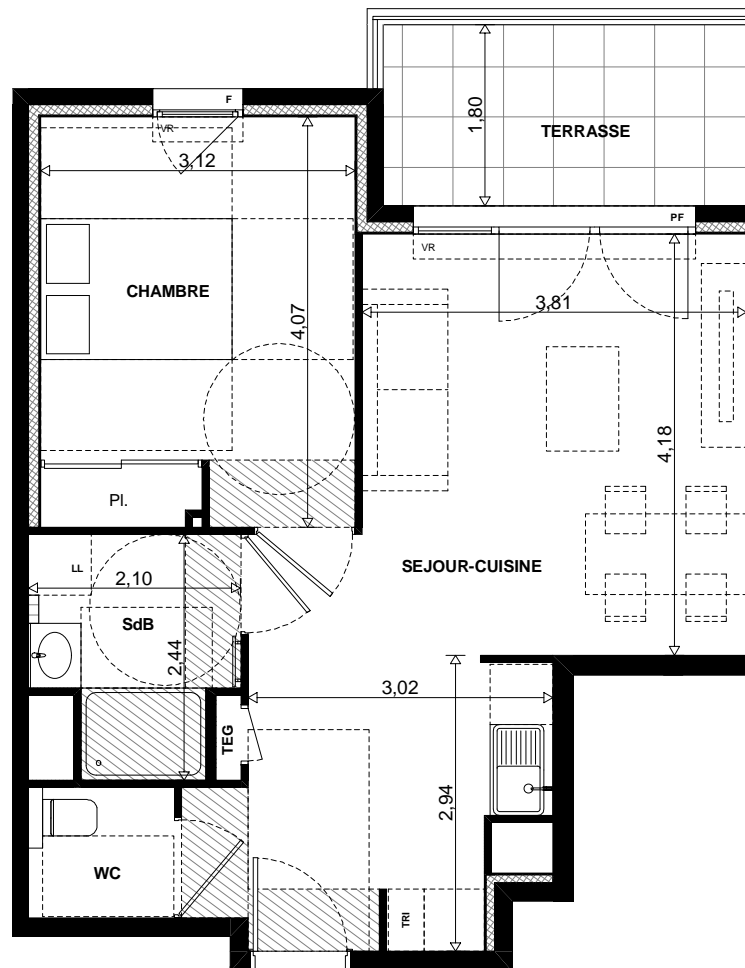 F
VR
3,12
1,80
TERRASSE
PF
VR
CHAMBRE
4,07
3,81
4,18
Pl.
SEJOUR-CUISINE
LL
2,10
SdB
2,44
3,02
TEG
2,94
WC
TRI